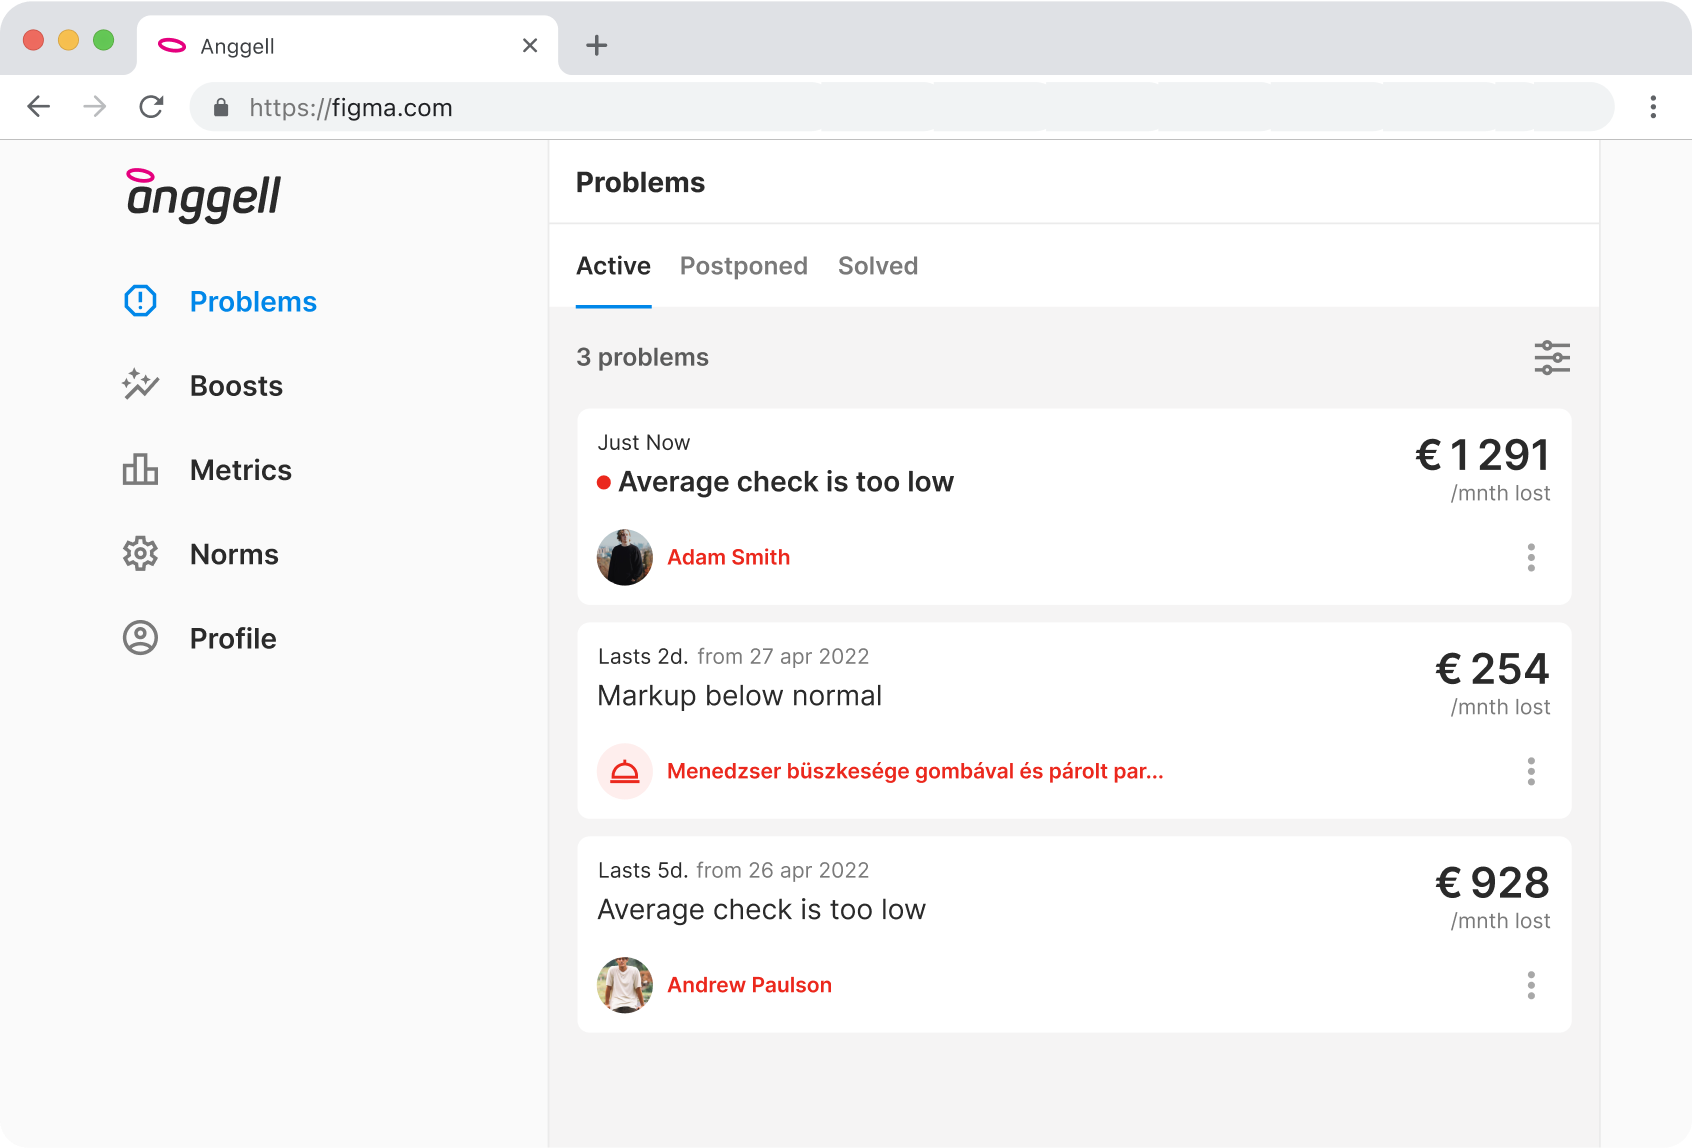 Anggell
https://figma.com
anggell
Problems
Boosts
Metrics
Norms
Profile
Problems
Active Postponed Solved
3 problems
Just Now
Average check is too low
€ 1 291
/mnth lost
Adam Smith
Lasts 2d. from 27 apr 2022
Markup below normal
€ 254
/mnth lost
Menedzser büszkesége gombával és párolt par...
Lasts 5d. from 26 apr 2022
Average check is too low
€ 928
/mnth lost
Andrew Paulson